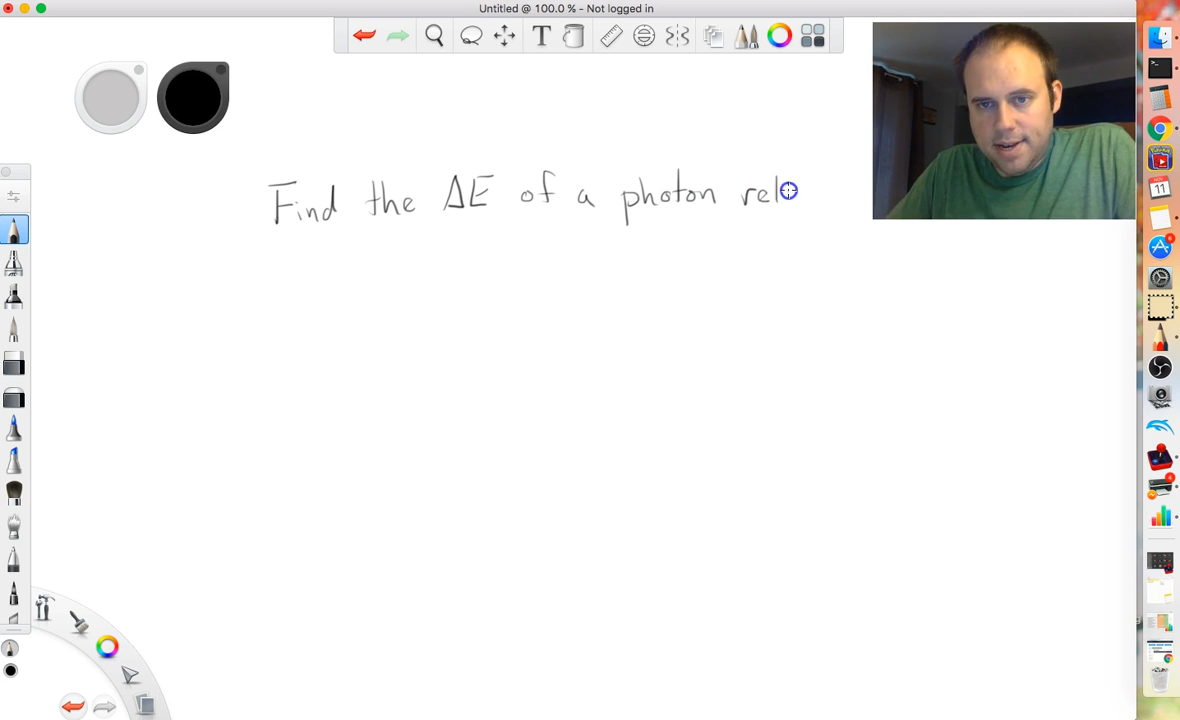 Untitled @ 100.0 % - Not logged in
Find the ΔE of a photon rel